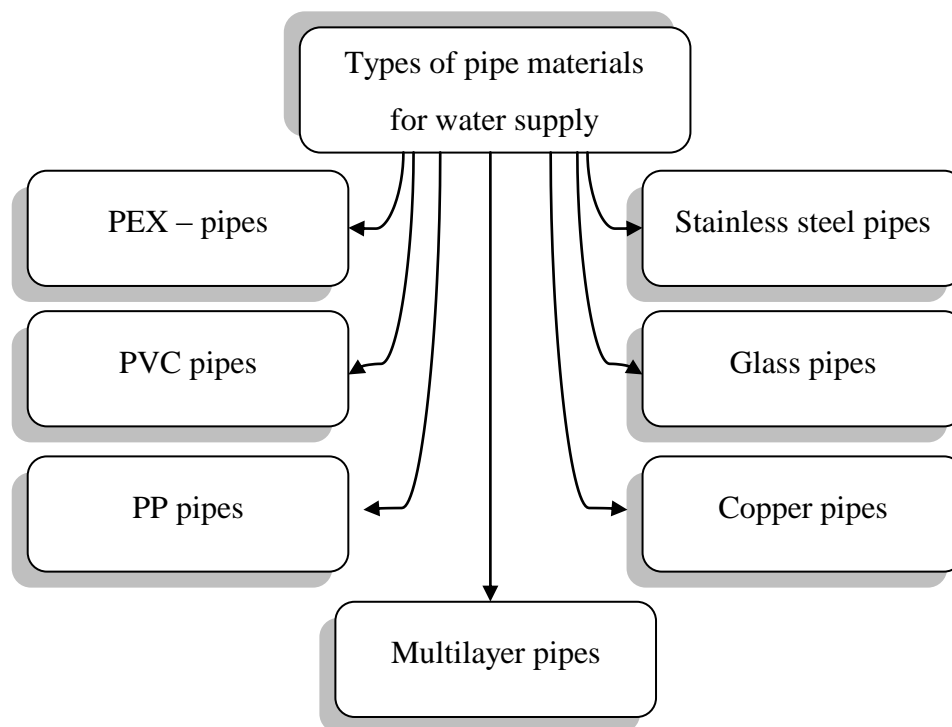 Types of pipe materials
for water supply
PEX – pipes
Stainless steel pipes
PVC pipes
Glass pipes
PP pipes
Copper pipes
Multilayer pipes